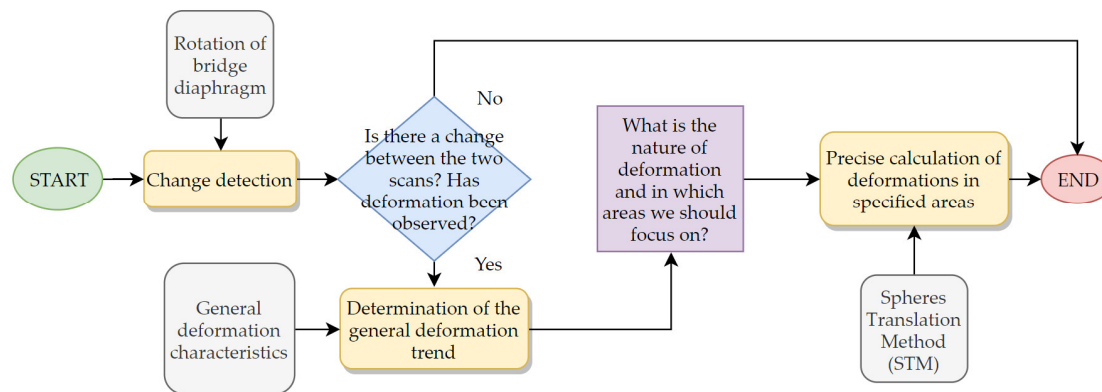 Rotation of
bridge
diaphragm
START
Change detection
No
Is there a change
between the two
scans? Has
deformation been
observed?
Yes
General
deformation
characteristics
Determination of the
general deformation
trend
What is the
nature of
deformation
and in which
areas we should
focus on?
Precise calculation of
deformations in
specified areas
END
Spheres
Translation
Method
(STM)